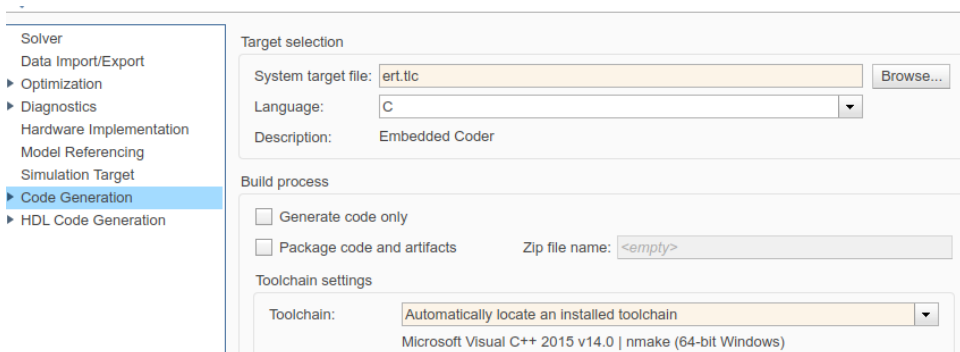 Solver
Data Import/Export
Optimization
Diagnostics
Hardware Implementation
Model Referencing
Simulation Target
Code Generation
HDL Code Generation
Target selection
System target file: ert.tlc Browse...
Language: C
Description: Embedded Coder
Build process
Generate code only
Package code and artifacts Zip file name: <empty>
Toolchain settings
Toolchain: Automatically locate an installed toolchain
Microsoft Visual C++ 2015 v14.0 | nmake (64-bit Windows)